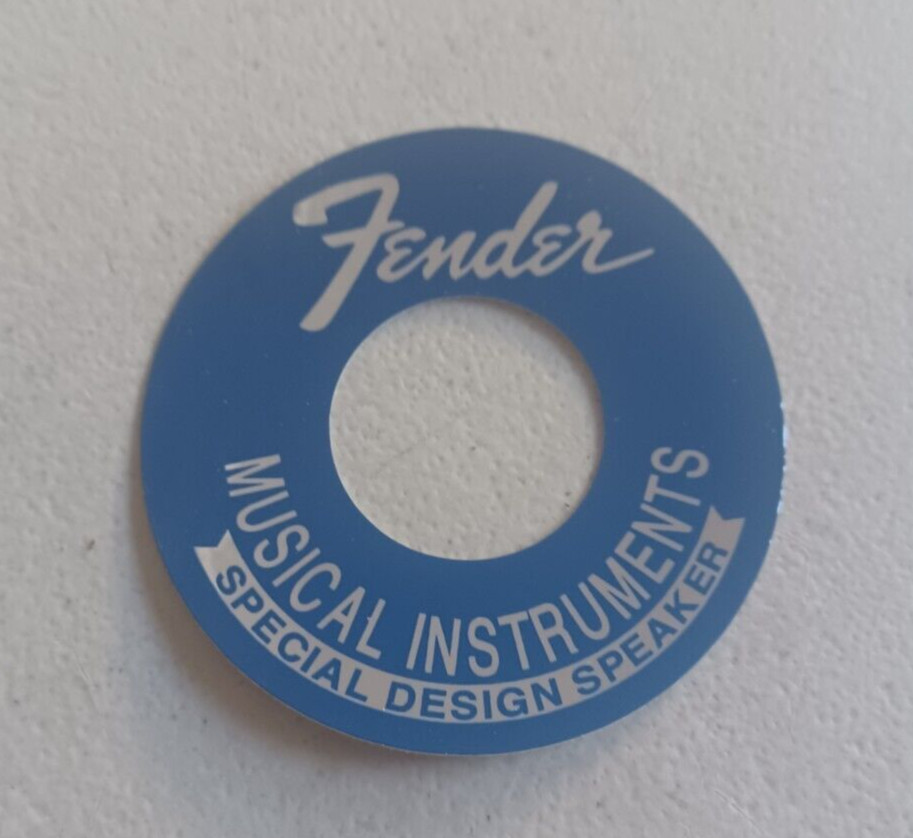 Fender
MUSICAL INSTRUMENTS
SPECIAL DESIGN SPEAKER